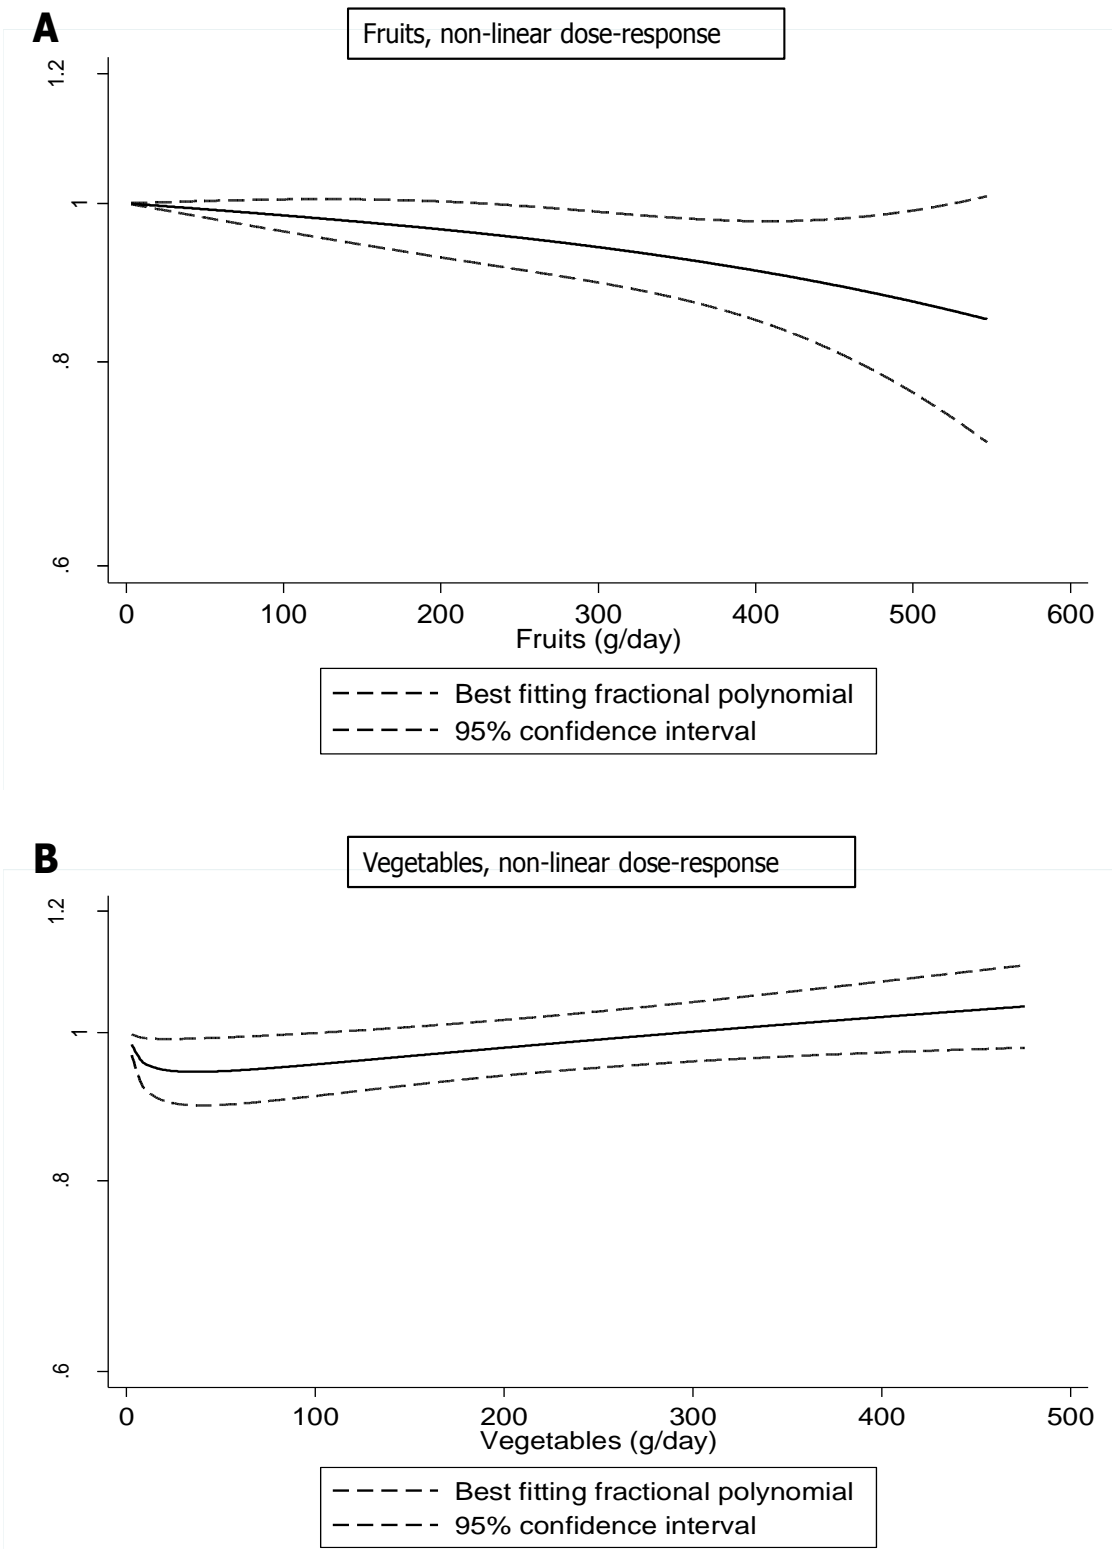 A
Fruits, non-linear dose-response
1.2
1
.8
.6
0 100 200 300 400 500 600
Fruits (g/day)
Best fitting fractional polynomial
95% confidence interval
B
Vegetables, non-linear dose-response
1.2
1
.8
.6
0 100 200 300 400 500
Vegetables (g/day)
Best fitting fractional polynomial
95% confidence interval